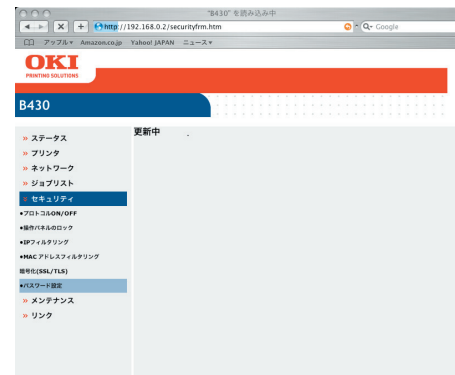 "B430" を読み込み中
http://192.168.0.2/securityfrm.htm
Google
アップル Amazon.co.jp Yahoo! JAPAN ニュース
OKI
PRINTING SOLUTIONS
B430
ステータス
プリンタ
ネットワーク
ジョブリスト
セキュリティ
•プロトコルON/OFF
•操作パネルのロック
•IPフィルタリング
•MAC アドレスフィルタリング
暗号化(SSL/TLS)
•パスワード設定
メンテナンス
リンク
更新中 .